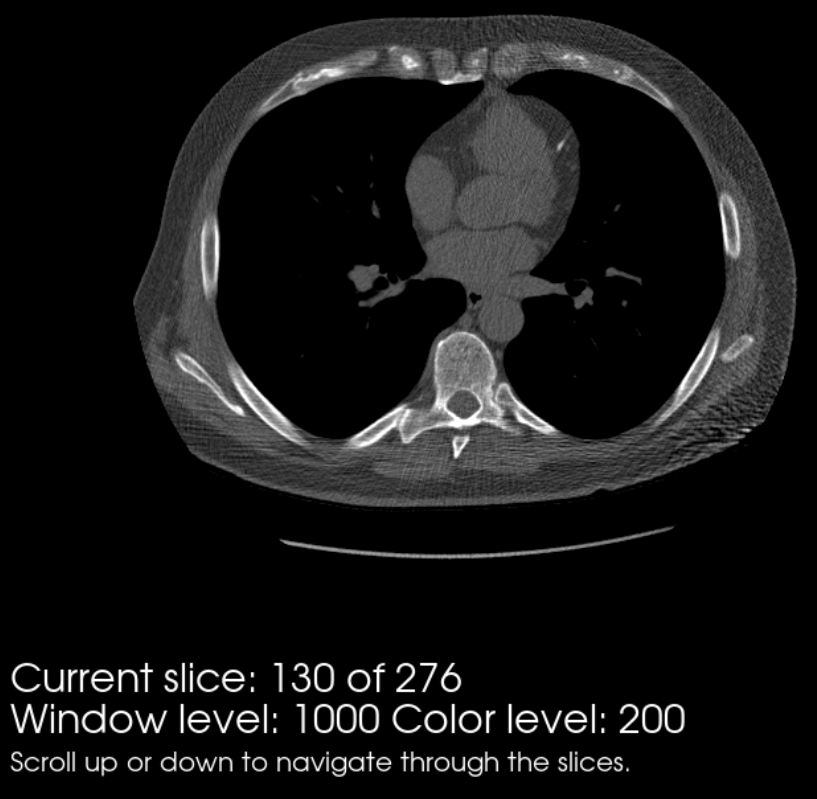 Current slice: 130 of 276
Window level: 1000 Color level: 200
Scroll up or down to navigate through the slices.